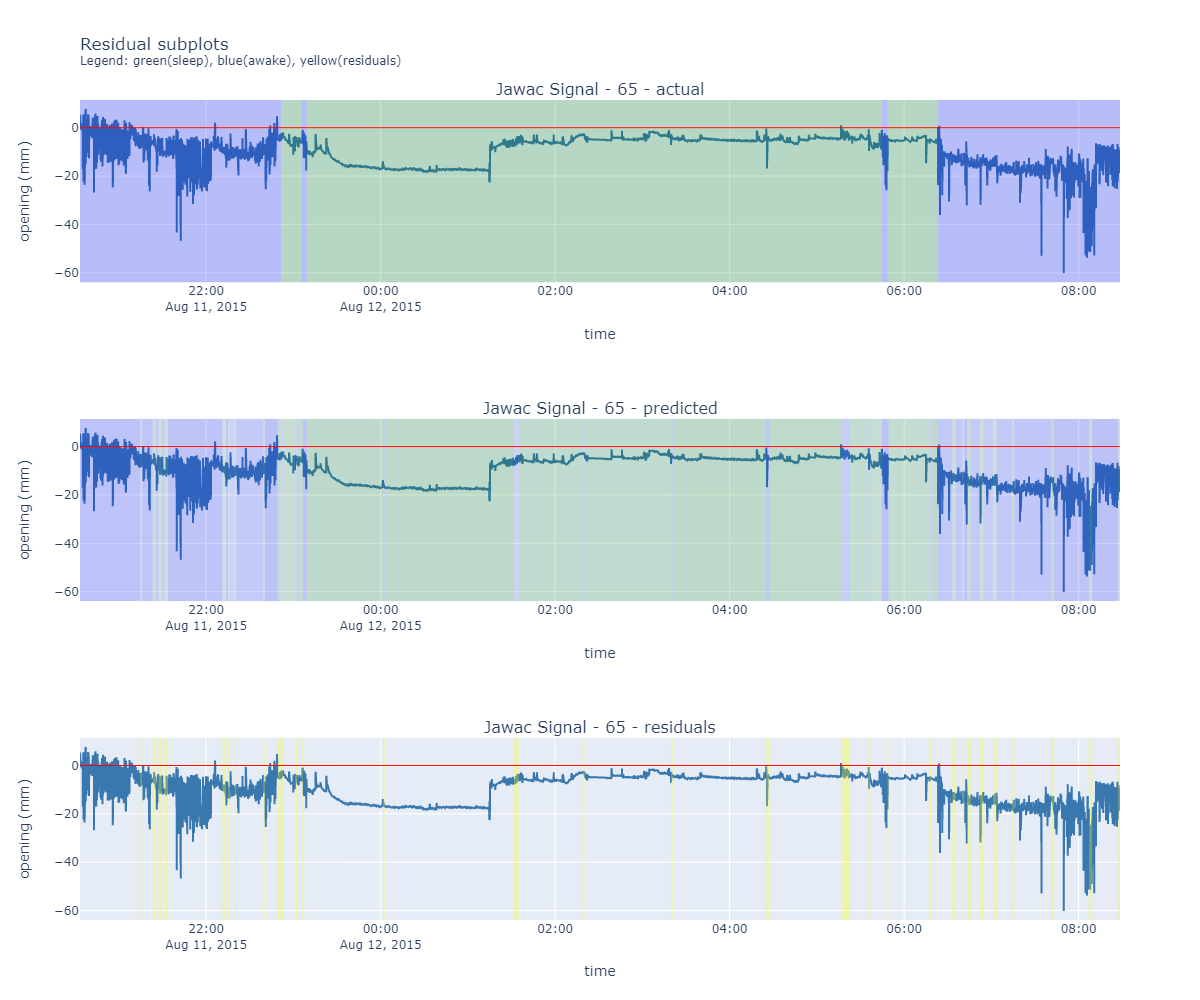 Residual subplots
Legend: green(sleep), blue(awake), yellow(residuals)
Jawac Signal - 65 - actual
opening (mm)
0
−20
−40
−60
22:00 00:00 02:00 04:00 06:00 08:00
Aug 11, 2015 Aug 12, 2015
time
Jawac Signal - 65 - predicted
opening (mm)
0
−20
−40
−60
22:00 00:00 02:00 04:00 06:00 08:00
Aug 11, 2015 Aug 12, 2015
time
Jawac Signal - 65 - residuals
opening (mm)
0
−20
−40
−60
22:00 00:00 02:00 04:00 06:00 08:00
Aug 11, 2015 Aug 12, 2015
time